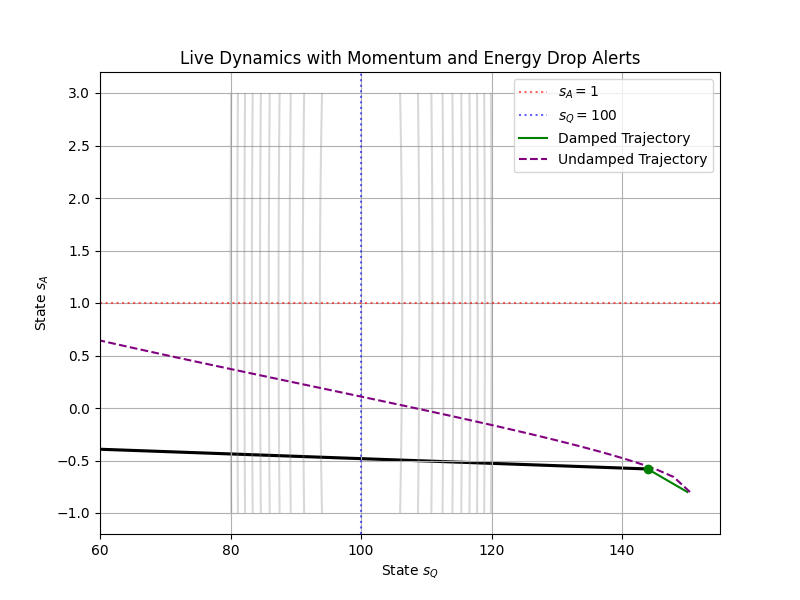 Live Dynamics with Momentum and Energy Drop Alerts
3.0
2.5
2.0
1.5
1.0
0.5
0.0
−0.5
−1.0
State s_A
s_A = 1
s_Q = 100
Damped Trajectory
Undamped Trajectory
60 80 100 120 140
State s_Q